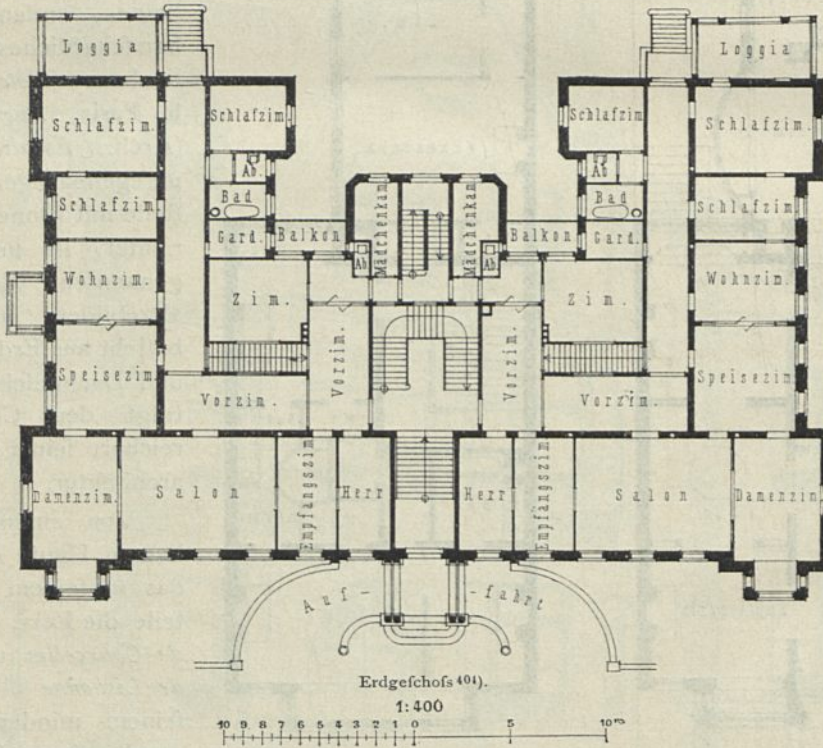 Loggia Loggia
Schlafzim. Schlafzim Schlafzim Schlafzim.
Ab. Ab
Schlafzim. Bad Mädchenkam Mädchenkam Bad Schlafzim.
Gard. Balkon Balkon Gard.
Ab Ab
Wohnzim. Zim. Zim. Wohnzim.
Vorzim. Vorzim.
Speisezim. Speisezim.
Vorzim. Vorzim.
Damenzim. Salon Empfangszim Herr Herr Empfangszim Salon Damenzim.
Auf- -fahrt
Erdgeſchoſs 404).
1:400
10 9 8 7 6 5 4 3 2 1 0 5 10 m